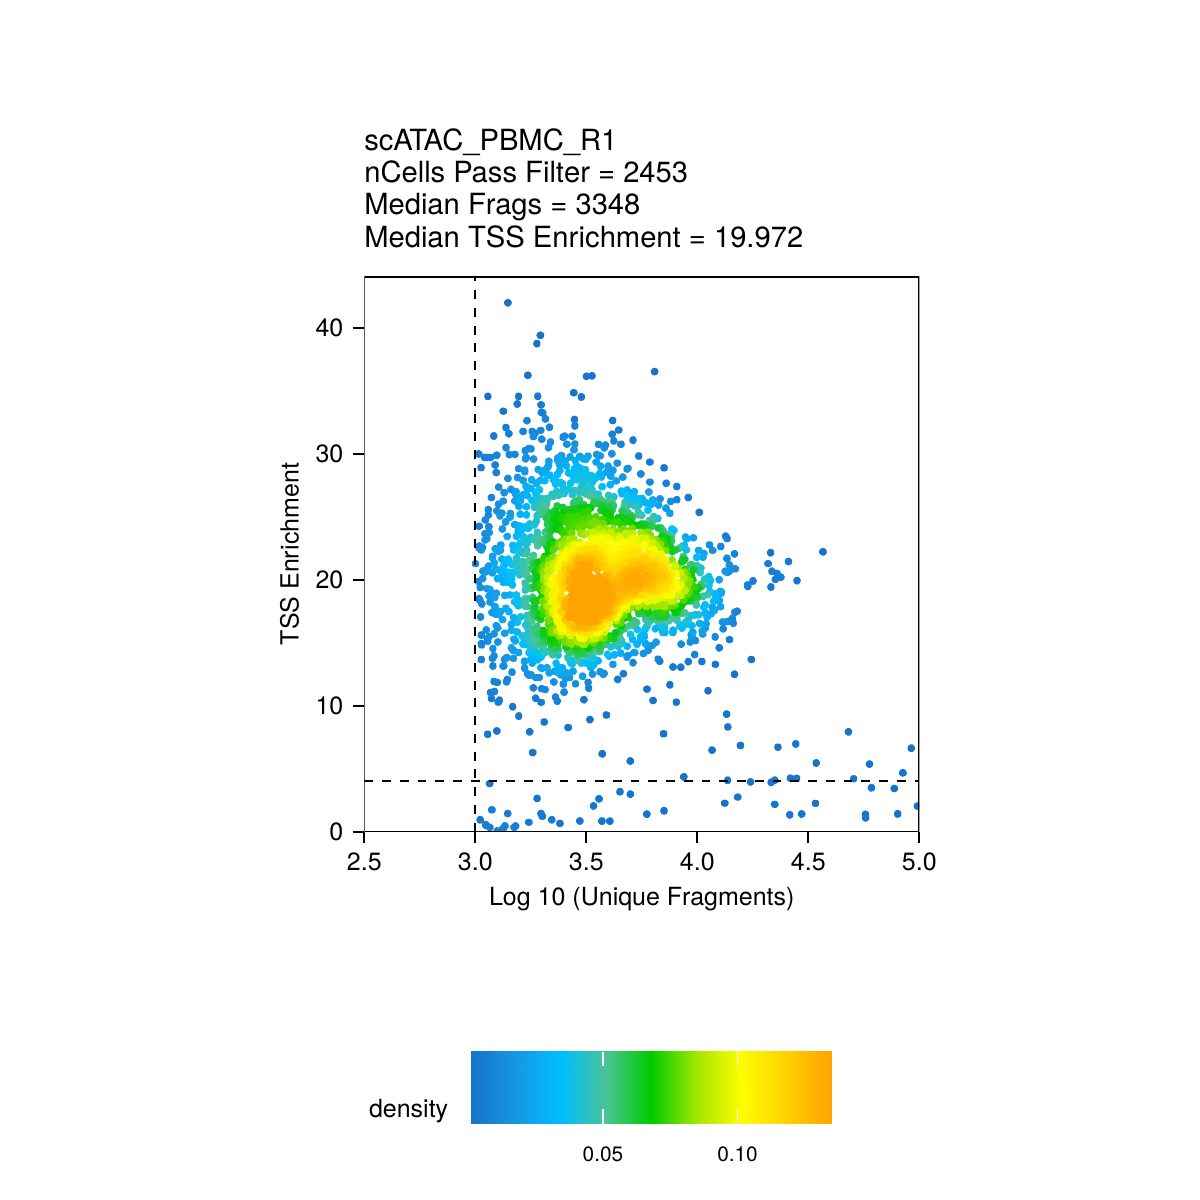 scATAC_PBMC_R1
nCells Pass Filter = 2453
Median Frags = 3348
Median TSS Enrichment = 19.972
40
30
20
10
0
TSS Enrichment
2.5 3.0 3.5 4.0 4.5 5.0
Log 10 (Unique Fragments)
density
0.05 0.10